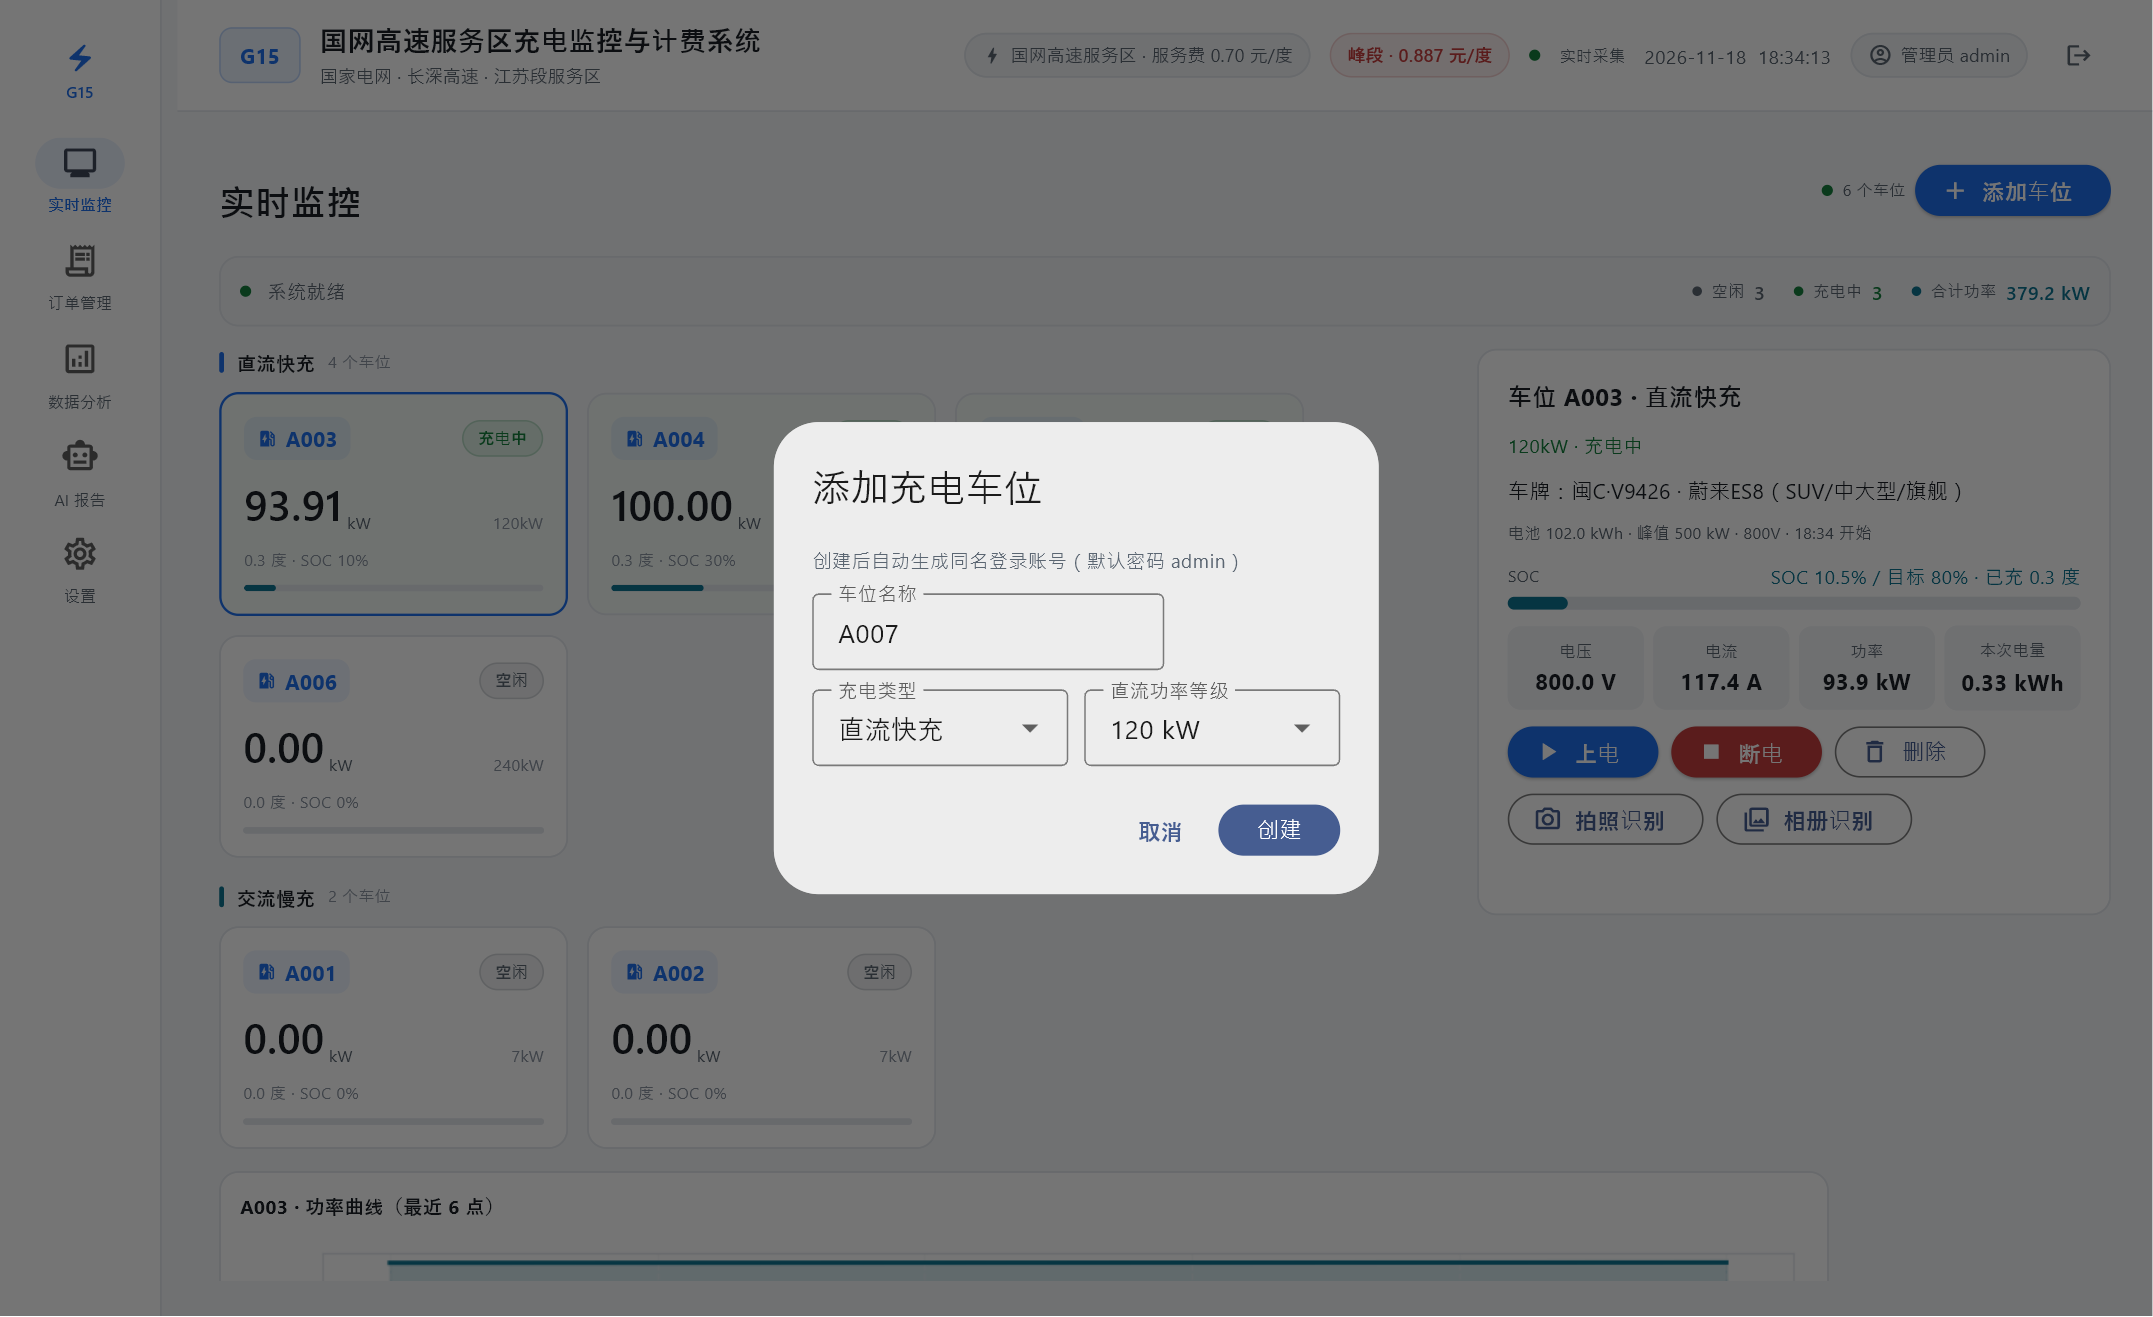 G15
实时监控
订单管理
数据分析
AI 报告
设置
G15
国网高速服务区充电监控与计费系统
国家电网 · 长深高速 · 江苏段服务区
国网高速服务区 · 服务费 0.70 元/度
峰段 · 0.887 元/度
实时采集
2026-11-18 18:34:13
管理员 admin
实时监控
6 个车位
添加车位
系统就绪
空闲 3
充电中 3
合计功率 379.2 kW
直流快充 4 个车位
A003
充电中
93.91 kW
120kW
0.3 度 · SOC 10%
A004
100.00 kW
0.3 度 · SOC 30%
A006
空闲
0.00 kW
240kW
0.0 度 · SOC 0%
交流慢充 2 个车位
A001
空闲
0.00 kW
7kW
0.0 度 · SOC 0%
A002
空闲
0.00 kW
7kW
0.0 度 · SOC 0%
A003 · 功率曲线（最近 6 点）
添加充电车位
创建后自动生成同名登录账号（默认密码 admin）
车位名称
A007
充电类型
直流快充
直流功率等级
120 kW
取消
创建
车位 A003 · 直流快充
120kW · 充电中
车牌：闽C·V9426 · 蔚来ES8（SUV/中大型/旗舰）
电池 102.0 kWh · 峰值 500 kW · 800V · 18:34 开始
SOC
SOC 10.5% / 目标 80% · 已充 0.3 度
电压
800.0 V
电流
117.4 A
功率
93.9 kW
本次电量
0.33 kWh
上电
断电
删除
拍照识别
相册识别